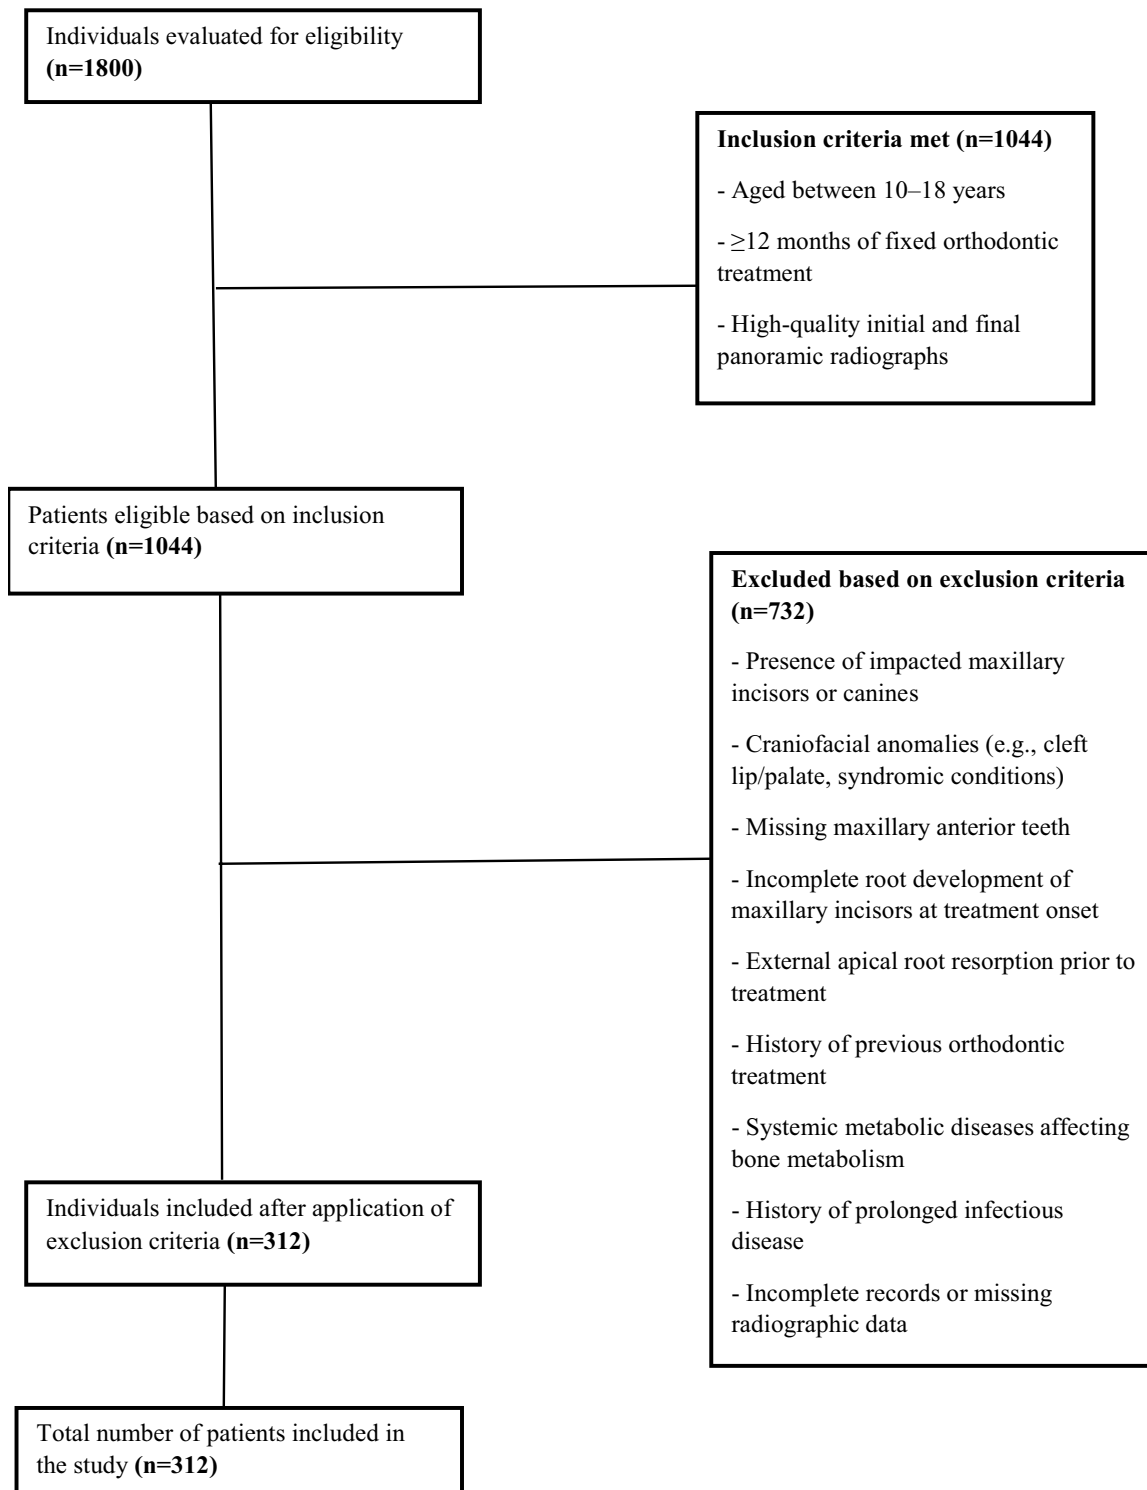 Individuals evaluated for eligibility
(n=1800)
Inclusion criteria met (n=1044)
- Aged between 10–18 years
- ≥12 months of fixed orthodontic
treatment
- High-quality initial and final
panoramic radiographs
Patients eligible based on inclusion
criteria (n=1044)
Excluded based on exclusion criteria
(n=732)
- Presence of impacted maxillary
incisors or canines
- Craniofacial anomalies (e.g., cleft
lip/palate, syndromic conditions)
- Missing maxillary anterior teeth
- Incomplete root development of
maxillary incisors at treatment onset
- External apical root resorption prior to
treatment
- History of previous orthodontic
treatment
- Systemic metabolic diseases affecting
bone metabolism
- History of prolonged infectious
disease
- Incomplete records or missing
radiographic data
Individuals included after application of
exclusion criteria (n=312)
Total number of patients included in
the study (n=312)